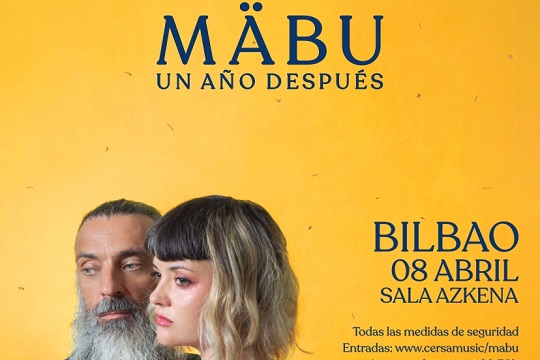 MÄBU
UN AÑO DESPUÉS
BILBAO
08 ABRIL
SALA AZKENA
Todas las medidas de seguridad
Entradas: www.cersamusic/mabu